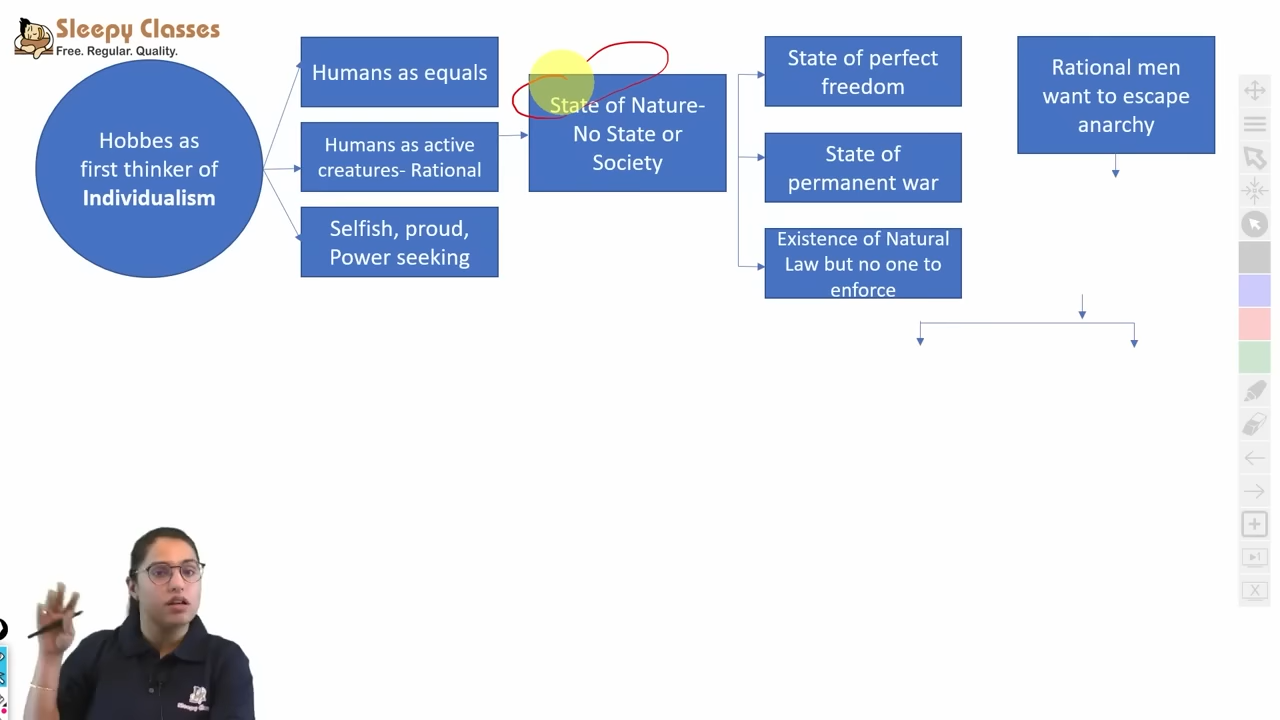 Sleepy Classes
Free. Regular. Quality.
Hobbes as
first thinker of
Individualism
Humans as equals
Humans as active
creatures- Rational
Selfish, proud,
Power seeking
State of Nature-
No State or
Society
State of perfect
freedom
State of
permanent war
Existence of Natural
Law but no one to
enforce
Rational men
want to escape
anarchy